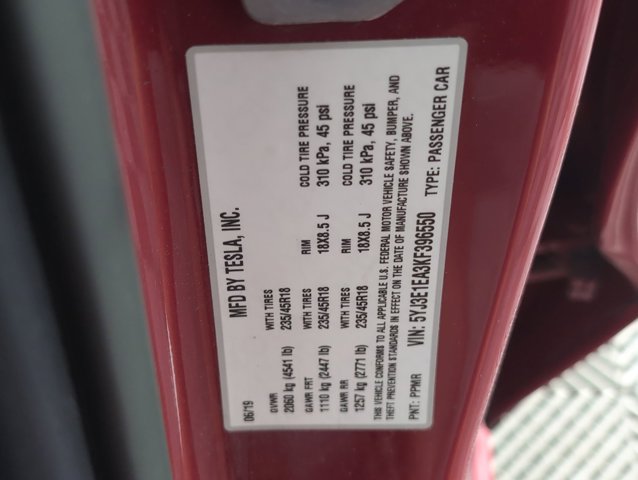 MFD BY TESLA, INC.
06/19
GVWR WITH TIRES RIM COLD TIRE PRESSURE
2060 kg (4541 lb) 235/45R18 18X8.5 J 310 kPa, 45 psi
GAWR FRT WITH TIRES RIM COLD TIRE PRESSURE
1110 kg (2447 lb) 235/45R18 18X8.5 J 310 kPa, 45 psi
GAWR RR
1257 kg (2771 lb) 235/45R18
THIS VEHICLE CONFORMS TO ALL APPLICABLE U.S. FEDERAL MOTOR VEHICLE SAFETY, BUMPER, AND
THEFT PREVENTION STANDARDS IN EFFECT ON THE DATE OF MANUFACTURE SHOWN ABOVE.
PNT: PPMR VIN: 5YJ3E1EA3KF396550 TYPE: PASSENGER CAR